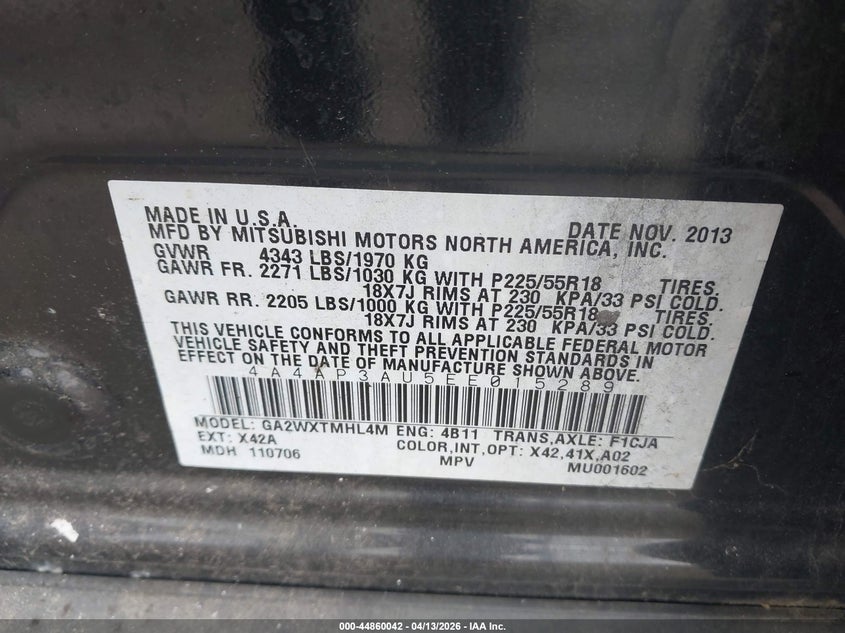 MADE IN U.S.A. DATE NOV. 2013
MFD BY MITSUBISHI MOTORS NORTH AMERICA, INC.
GVWR 4343 LBS/1970 KG
GAWR FR. 2271 LBS/1030 KG WITH P225/55R18 TIRES.
18X7J RIMS AT 230 KPA/33 PSI COLD.
GAWR RR. 2205 LBS/1000 KG WITH P225/55R18 TIRES.
18X7J RIMS AT 230 KPA/33 PSI COLD.
THIS VEHICLE CONFORMS TO ALL APPLICABLE FEDERAL MOTOR
VEHICLE SAFETY AND THEFT PREVENTION STANDARDS IN
EFFECT ON THE DATE OF MANUFACTURE SHOWN ABOVE.
4A4AP3AU5EE015289
MODEL: GA2WXTMHL4M ENG: 4B11 TRANS,AXLE: F1CJA
EXT: X42A COLOR,INT,OPT: X42,41X,A02
MDH 110706 MPV MU001602
000-44860042 - 04/13/2026 - IAA Inc.